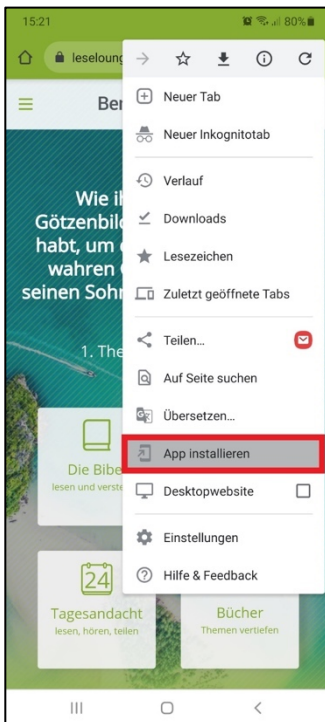 15:21
80%
leseloung
Neuer Tab
Ber
Neuer Inkognitotab
Verlauf
Wie i
Götzenbil
Downloads
habt, um
wahren
Lesezeichen
seinen Soh
Zuletzt geöffnete Tabs
Teilen...
1. The
Auf Seite suchen
Übersetzen...
App installieren
Die Bibe
lesen und verste
Desktopwebsite
Einstellungen
24
Hilfe & Feedback
Tagesandacht
lesen, hören, teilen
Bücher
Themen vertiefen